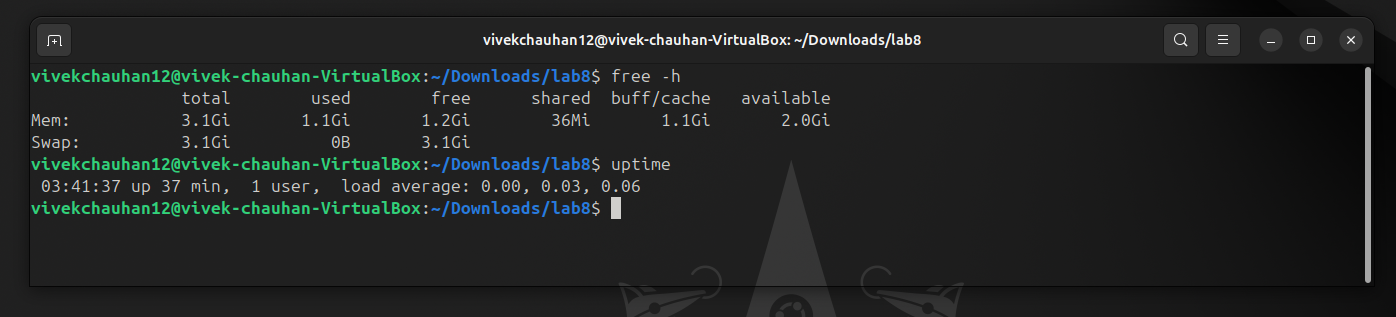 vivekchauhan12@vivek-chauhan-VirtualBox: ~/Downloads/lab8
vivekchauhan12@vivek-chauhan-VirtualBox:~/Downloads/lab8$ free -h
               total        used        free      shared  buff/cache   available
Mem:           3.1Gi       1.1Gi       1.2Gi        36Mi       1.1Gi       2.0Gi
Swap:          3.1Gi          0B       3.1Gi
vivekchauhan12@vivek-chauhan-VirtualBox:~/Downloads/lab8$ uptime
 03:41:37 up 37 min,  1 user,  load average: 0.00, 0.03, 0.06
vivekchauhan12@vivek-chauhan-VirtualBox:~/Downloads/lab8$